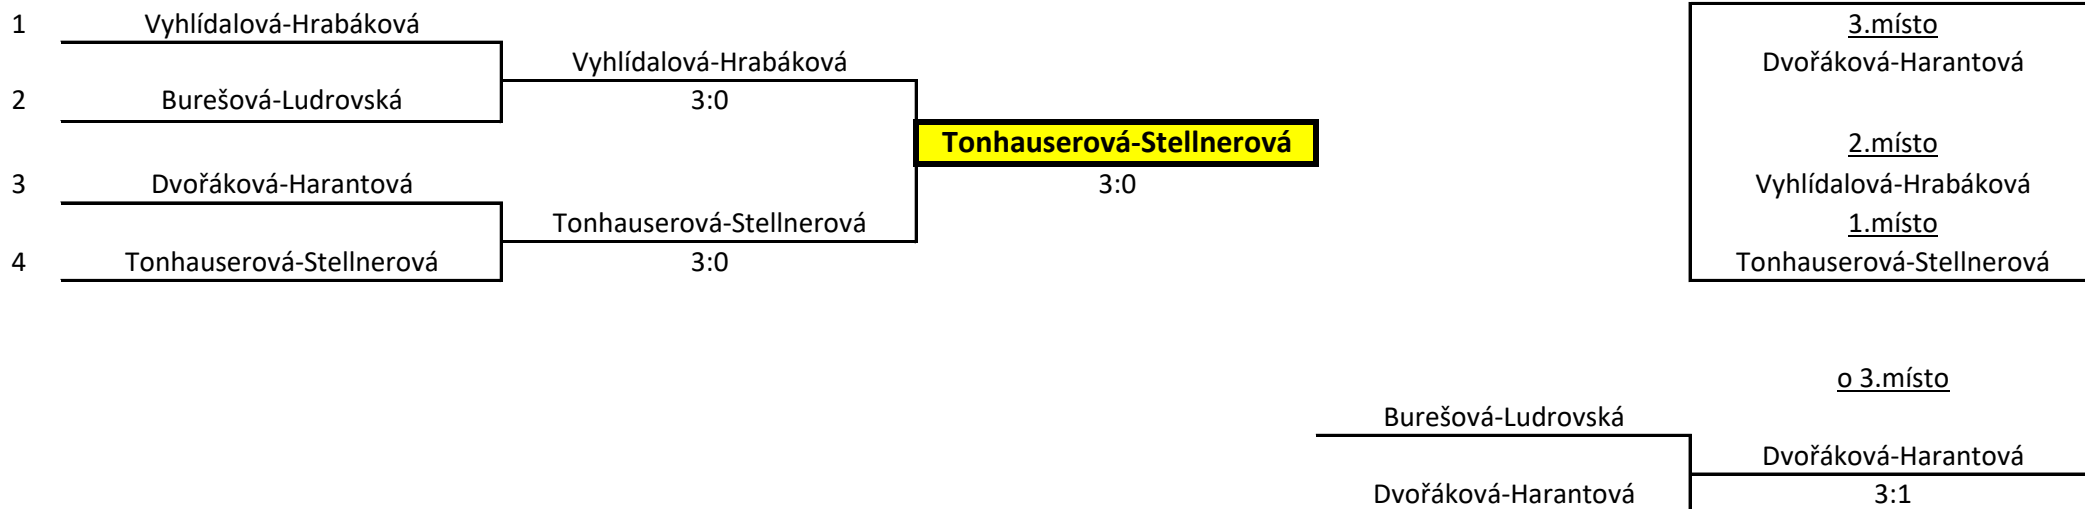 1 Vyhlídalová-Hrabáková 3.místo
Vyhlídalová-Hrabáková Dvořáková-Harantová
2 Burešová-Ludrovská 3:0
Tonhauserová-Stellnerová 2.místo
3 Dvořáková-Harantová 3:0 Vyhlídalová-Hrabáková
Tonhauserová-Stellnerová 1.místo
4 Tonhauserová-Stellnerová 3:0 Tonhauserová-Stellnerová
o 3.místo
Burešová-Ludrovská
Dvořáková-Harantová
Dvořáková-Harantová 3:1